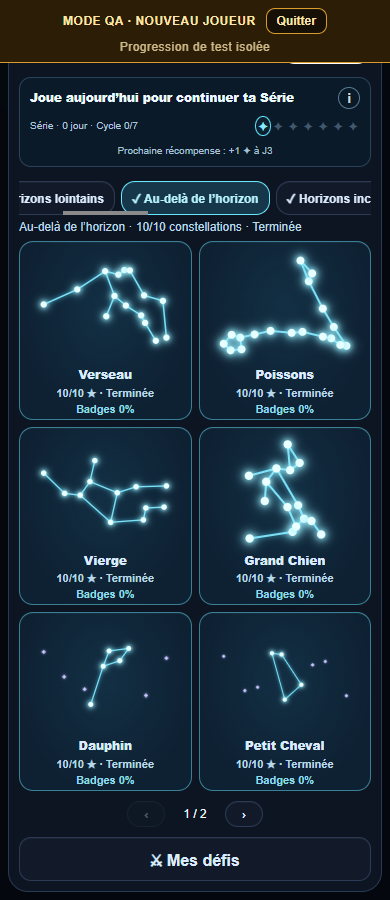 MODE QA · NOUVEAU JOUEUR
Quitter
Progression de test isolée
Joue aujourd’hui pour continuer ta Série
i
Série · 0 jour · Cycle 0/7
Prochaine récompense : +1 ✦ à J3
rizons lointains
✓ Au-delà de l’horizon
✓ Horizons inc
Au-delà de l’horizon · 10/10 constellations · Terminée
Verseau
10/10 ★ · Terminée
Badges 0%
Poissons
10/10 ★ · Terminée
Badges 0%
Vierge
10/10 ★ · Terminée
Badges 0%
Grand Chien
10/10 ★ · Terminée
Badges 0%
Dauphin
10/10 ★ · Terminée
Badges 0%
Petit Cheval
10/10 ★ · Terminée
Badges 0%
‹ 1 / 2 ›
⚔ Mes défis